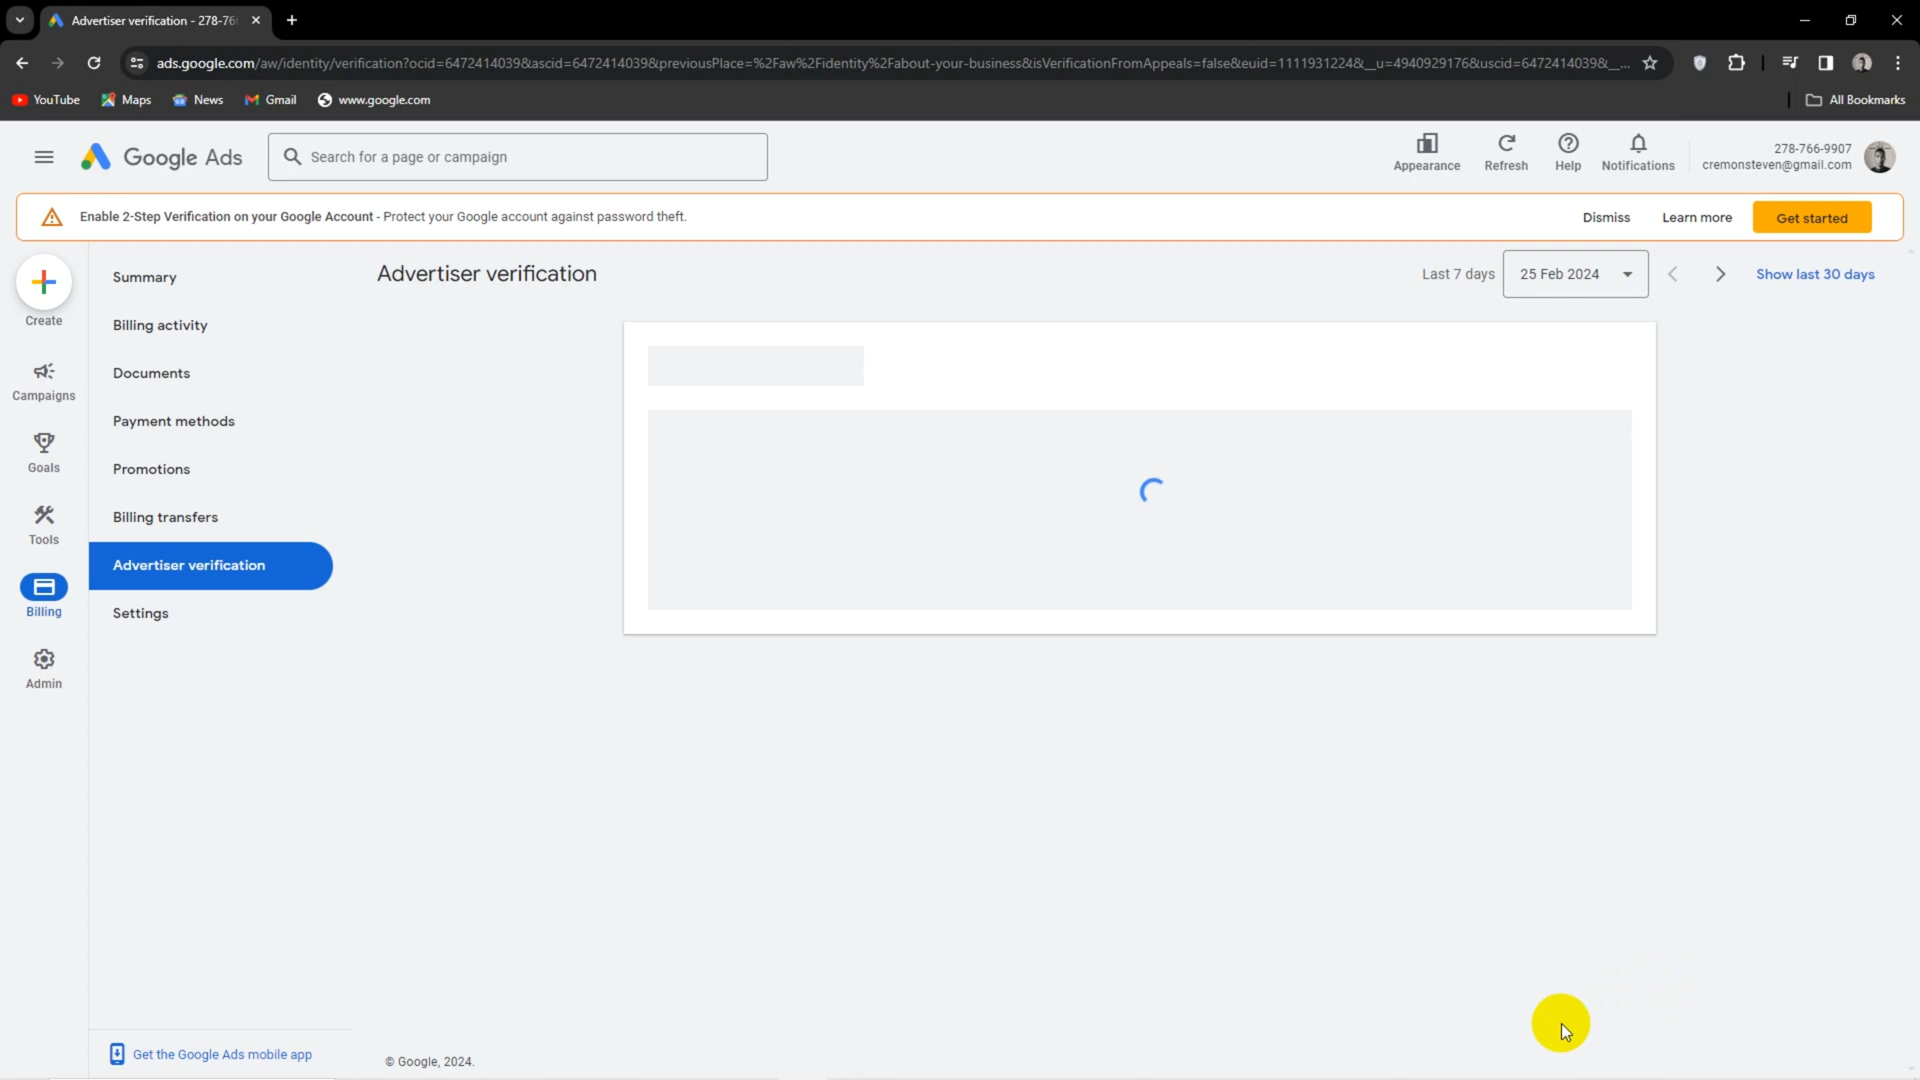 Advertiser verification - 278-76
ads.google.com/aw/identity/verification?ocid=6472414039&ascid=6472414039&previousPlace=%2Faw%2Fidentity%2Fabout-your-business&isVerificationFromAppeals=false&euid=1111931224&__u=4940929176&uscid=6472414039&__...
YouTube Maps News Gmail www.google.com All Bookmarks
Google Ads
Search for a page or campaign
Appearance Refresh Help Notifications
278-766-9907
cremonsteven@gmail.com
Enable 2-Step Verification on your Google Account - Protect your Google account against password theft.
Dismiss Learn more Get started
Create
Campaigns
Goals
Tools
Billing
Admin
Summary
Billing activity
Documents
Payment methods
Promotions
Billing transfers
Advertiser verification
Settings
Advertiser verification
Last 7 days 25 Feb 2024 Show last 30 days
Get the Google Ads mobile app
© Google, 2024.